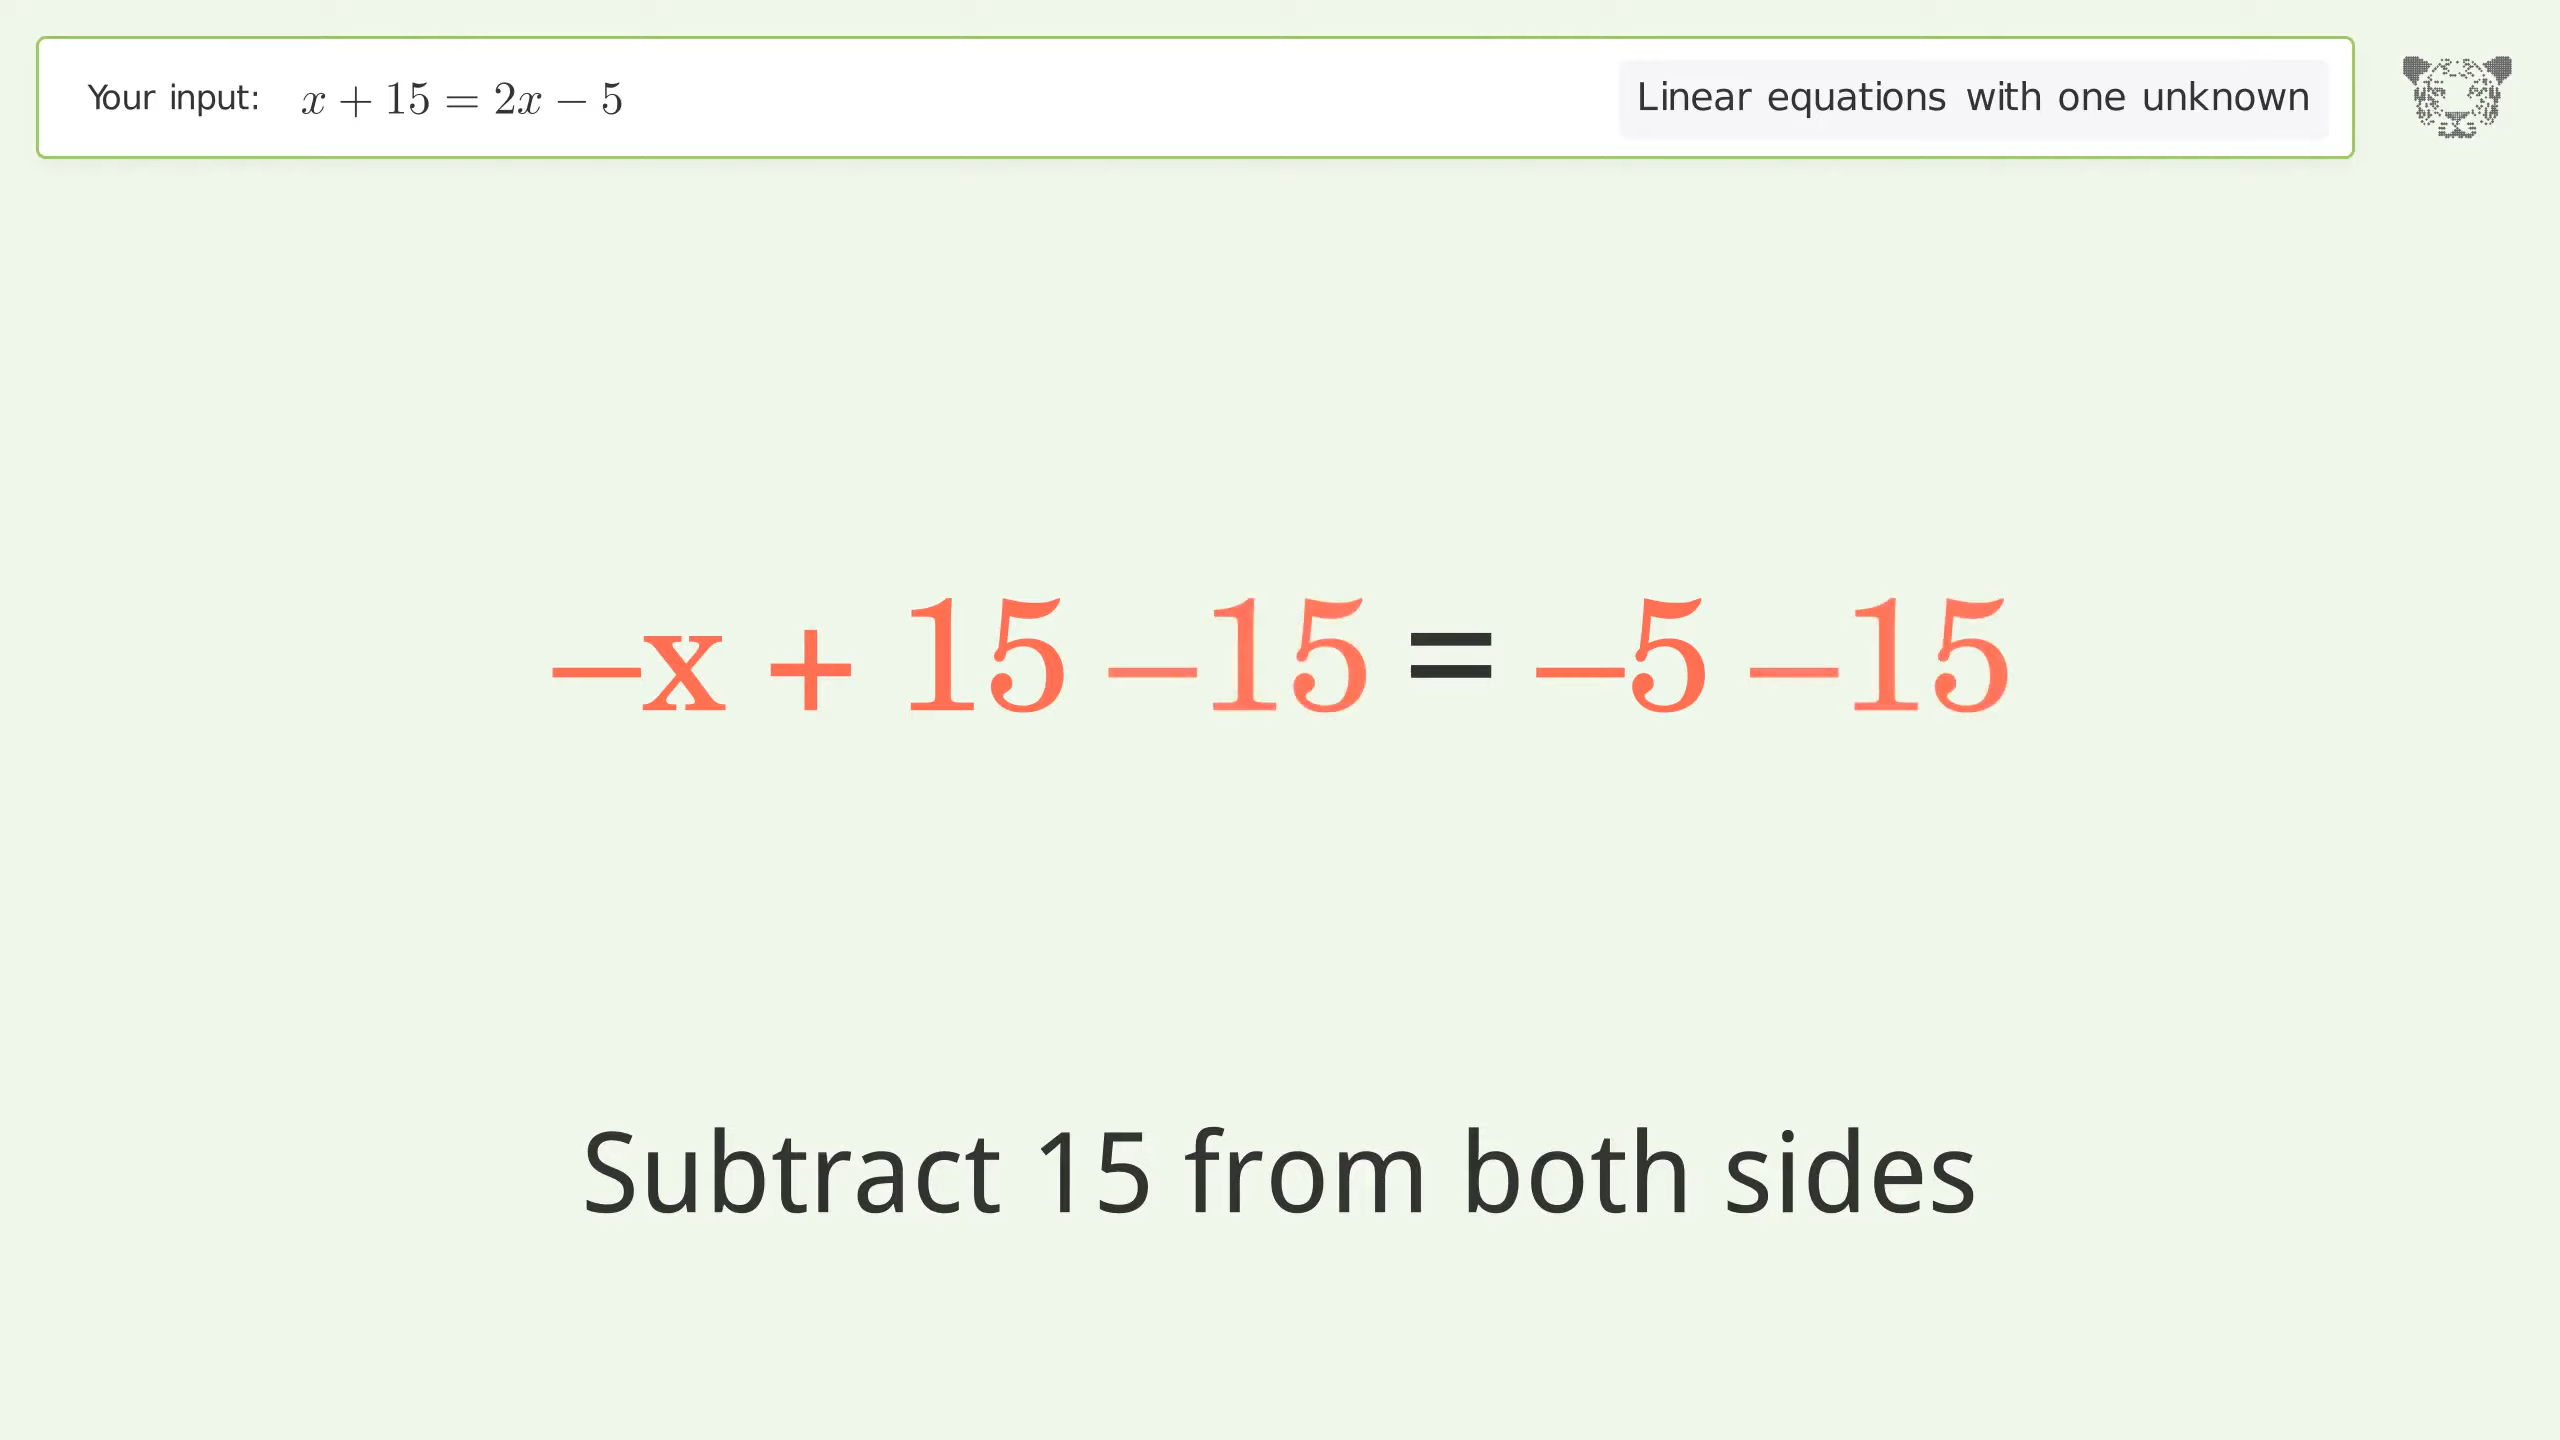 Your input: x + 15 = 2x − 5 Linear equations with one unknown
−x + 15 −15 = −5 −15
Subtract 15 from both sides